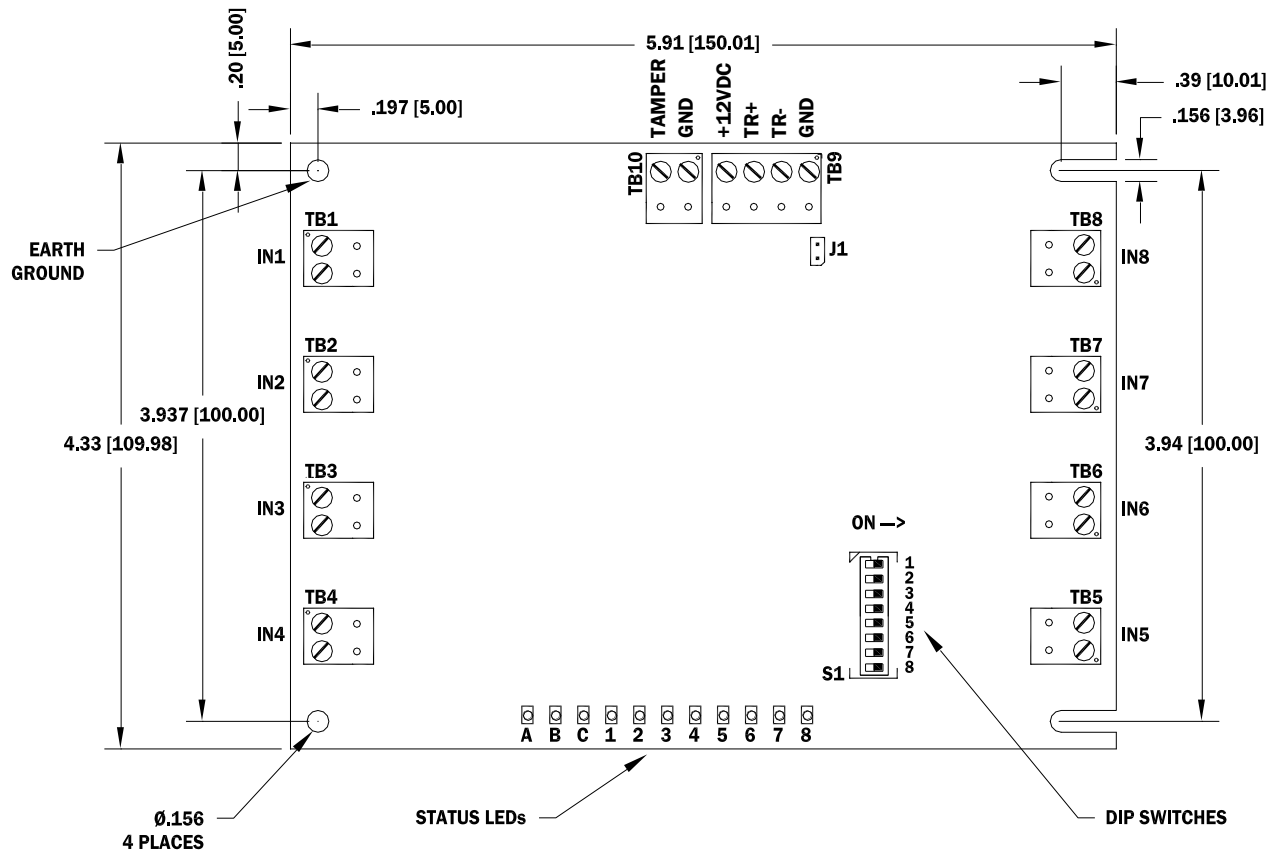 .20 [5.00]
5.91 [150.01]
.197 [5.00]
TAMPER
GND
+12VDC
TR+
TR-
GND
.39 [10.01]
.156 [3.96]
TB10
TB9
J1
EARTH
GROUND
TB1
IN1
TB8
IN8
TB2
IN2
TB7
IN7
3.937 [100.00]
4.33 [109.98]
3.94 [100.00]
TB3
IN3
TB6
IN6
ON -->
1
2
3
4
5
6
7
8
S1
TB4
IN4
TB5
IN5
A B C 1 2 3 4 5 6 7 8
Ø.156
4 PLACES
STATUS LEDs
DIP SWITCHES